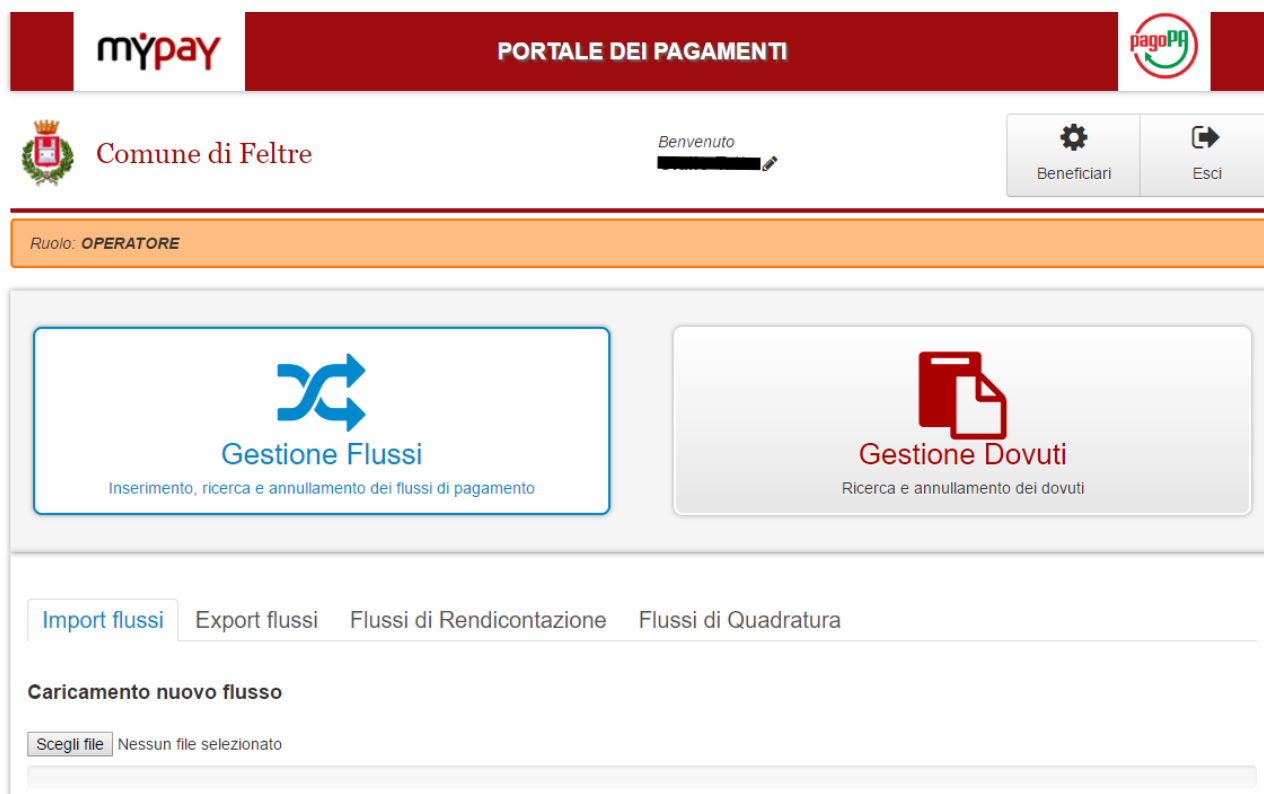 mypay
PORTALE DEI PAGAMENTI
pagoPA
Comune di Feltre
Benvenuto
Beneficiari
Esci
Ruolo: OPERATORE
Gestione Flussi
Inserimento, ricerca e annullamento dei flussi di pagamento
Gestione Dovuti
Ricerca e annullamento dei dovuti
Import flussi Export flussi Flussi di Rendicontazione Flussi di Quadratura
Caricamento nuovo flusso
Scegli file Nessun file selezionato